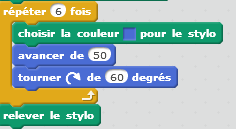 répéter 6 fois
choisir la couleur pour le stylo
avancer de 50
tourner de 60 degrés
relever le stylo